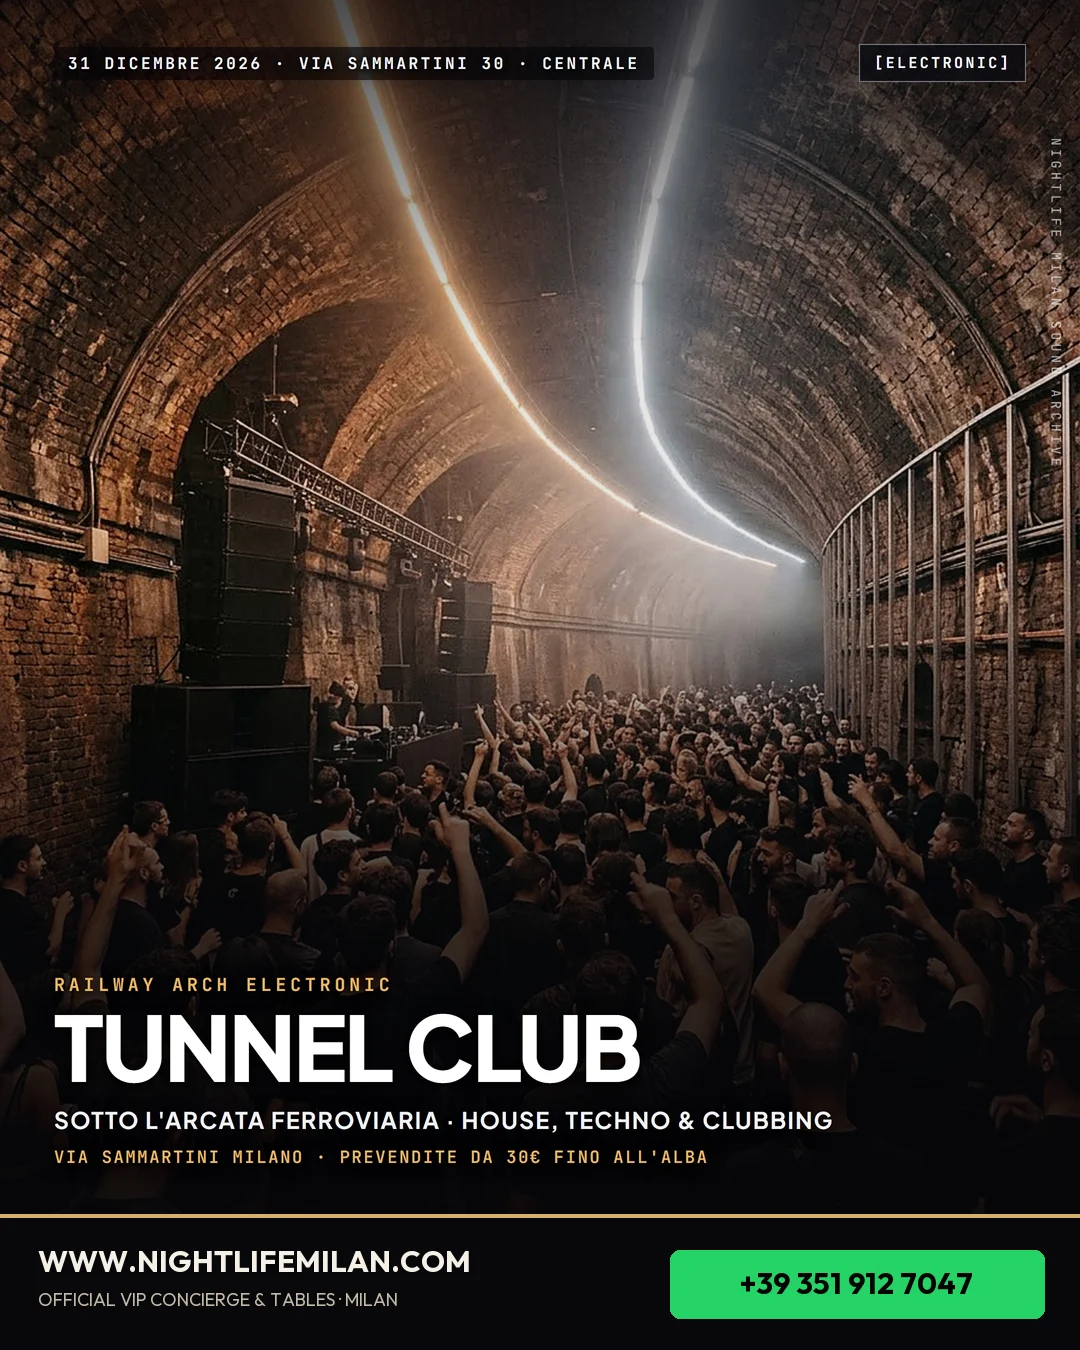 31 DICEMBRE 2026 · VIA SAMMARTINI 30 · CENTRALE
[ELECTRONIC]
NIGHTLIFE MILAN SOUND ARCHIVE
RAILWAY ARCH ELECTRONIC
TUNNEL CLUB
SOTTO L'ARCATA FERROVIARIA · HOUSE, TECHNO & CLUBBING
VIA SAMMARTINI MILANO · PREVENDITE DA 30€ FINO ALL'ALBA
WWW.NIGHTLIFEMILAN.COM
OFFICIAL VIP CONCIERGE & TABLES · MILAN
+39 351 912 7047